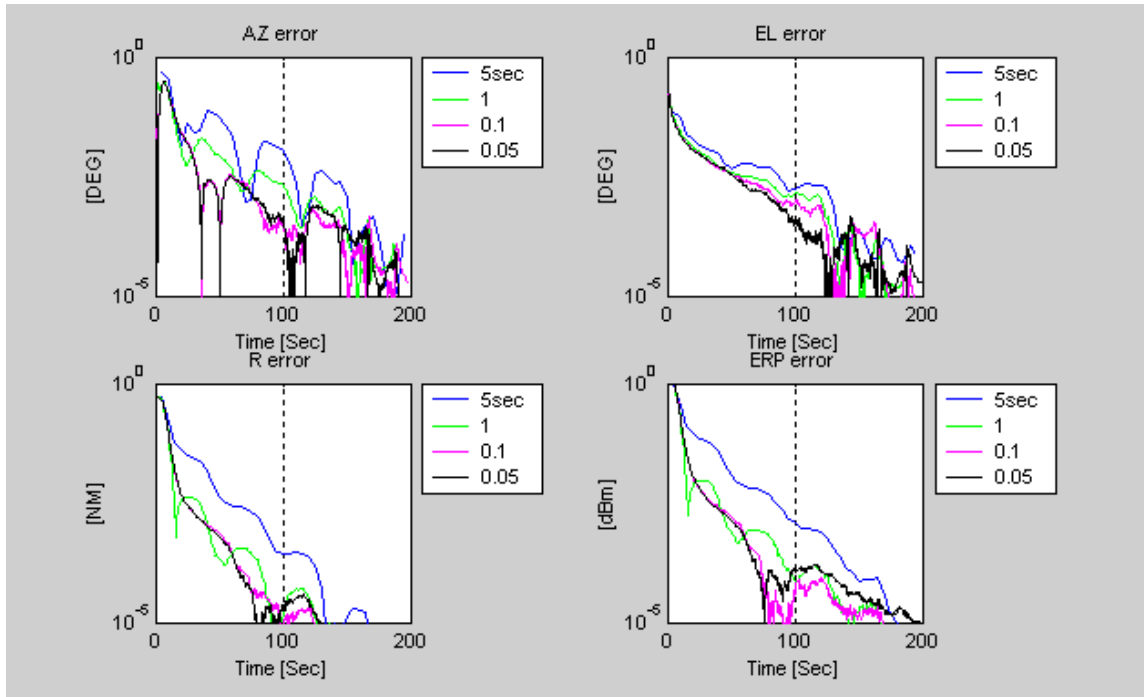 AZ error
10^0
[DEG]
10^-5
0
100
200
Time [Sec]
5sec
1
0.1
0.05
EL error
10^0
[DEG]
10^-5
0
100
200
Time [Sec]
5sec
1
0.1
0.05
R error
10^0
[NM]
10^-5
0
100
200
Time [Sec]
5sec
1
0.1
0.05
ERP error
10^0
[dBm]
10^-5
0
100
200
Time [Sec]
5sec
1
0.1
0.05